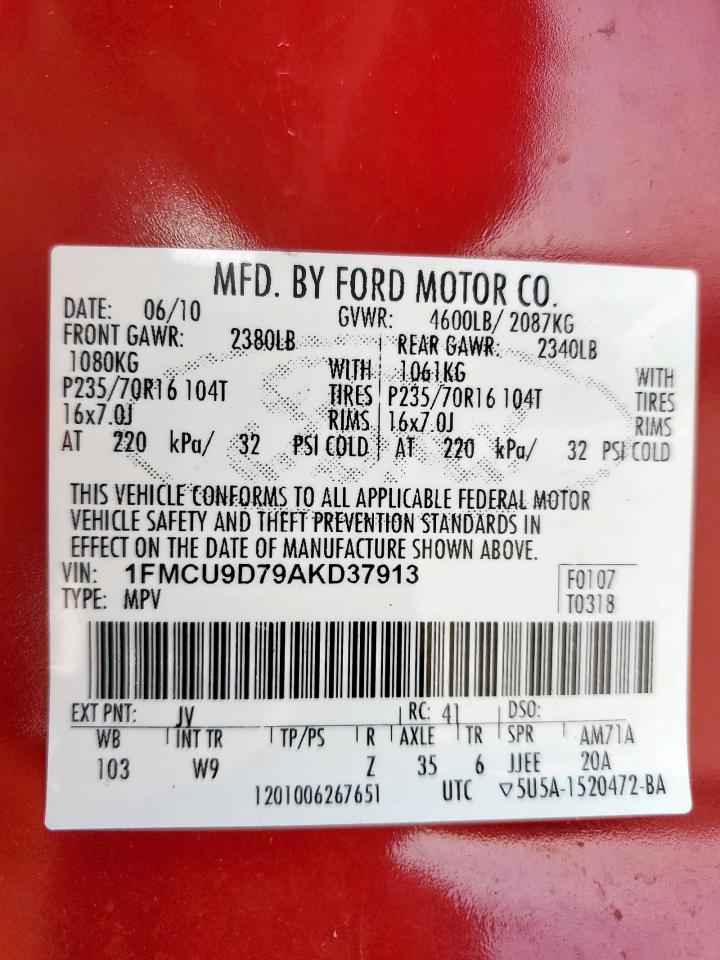 MFD. BY FORD MOTOR CO.
DATE: 06/10 GVWR: 4600LB/ 2087KG
FRONT GAWR: 2380LB REAR GAWR: 2340LB
1080KG WITH 1061KG WITH
P235/70R16 104T TIRES P235/70R16 104T TIRES
16x7.0J RIMS 16x7.0J RIMS
AT 220 kPa/ 32 PSI COLD AT 220 kPa/ 32 PSI COLD
THIS VEHICLE CONFORMS TO ALL APPLICABLE FEDERAL MOTOR
VEHICLE SAFETY AND THEFT PREVENTION STANDARDS IN
EFFECT ON THE DATE OF MANUFACTURE SHOWN ABOVE.
VIN: 1FMCU9D79AKD37913 F0107
TYPE: MPV T0318
EXT PNT: JV RC: 41 DSO:
WB INT TR TP/PS R AXLE TR SPR AM71A
103 W9 Z 35 6 JJEE 20A
1201006267651 UTC ▽5U5A-1520472-BA